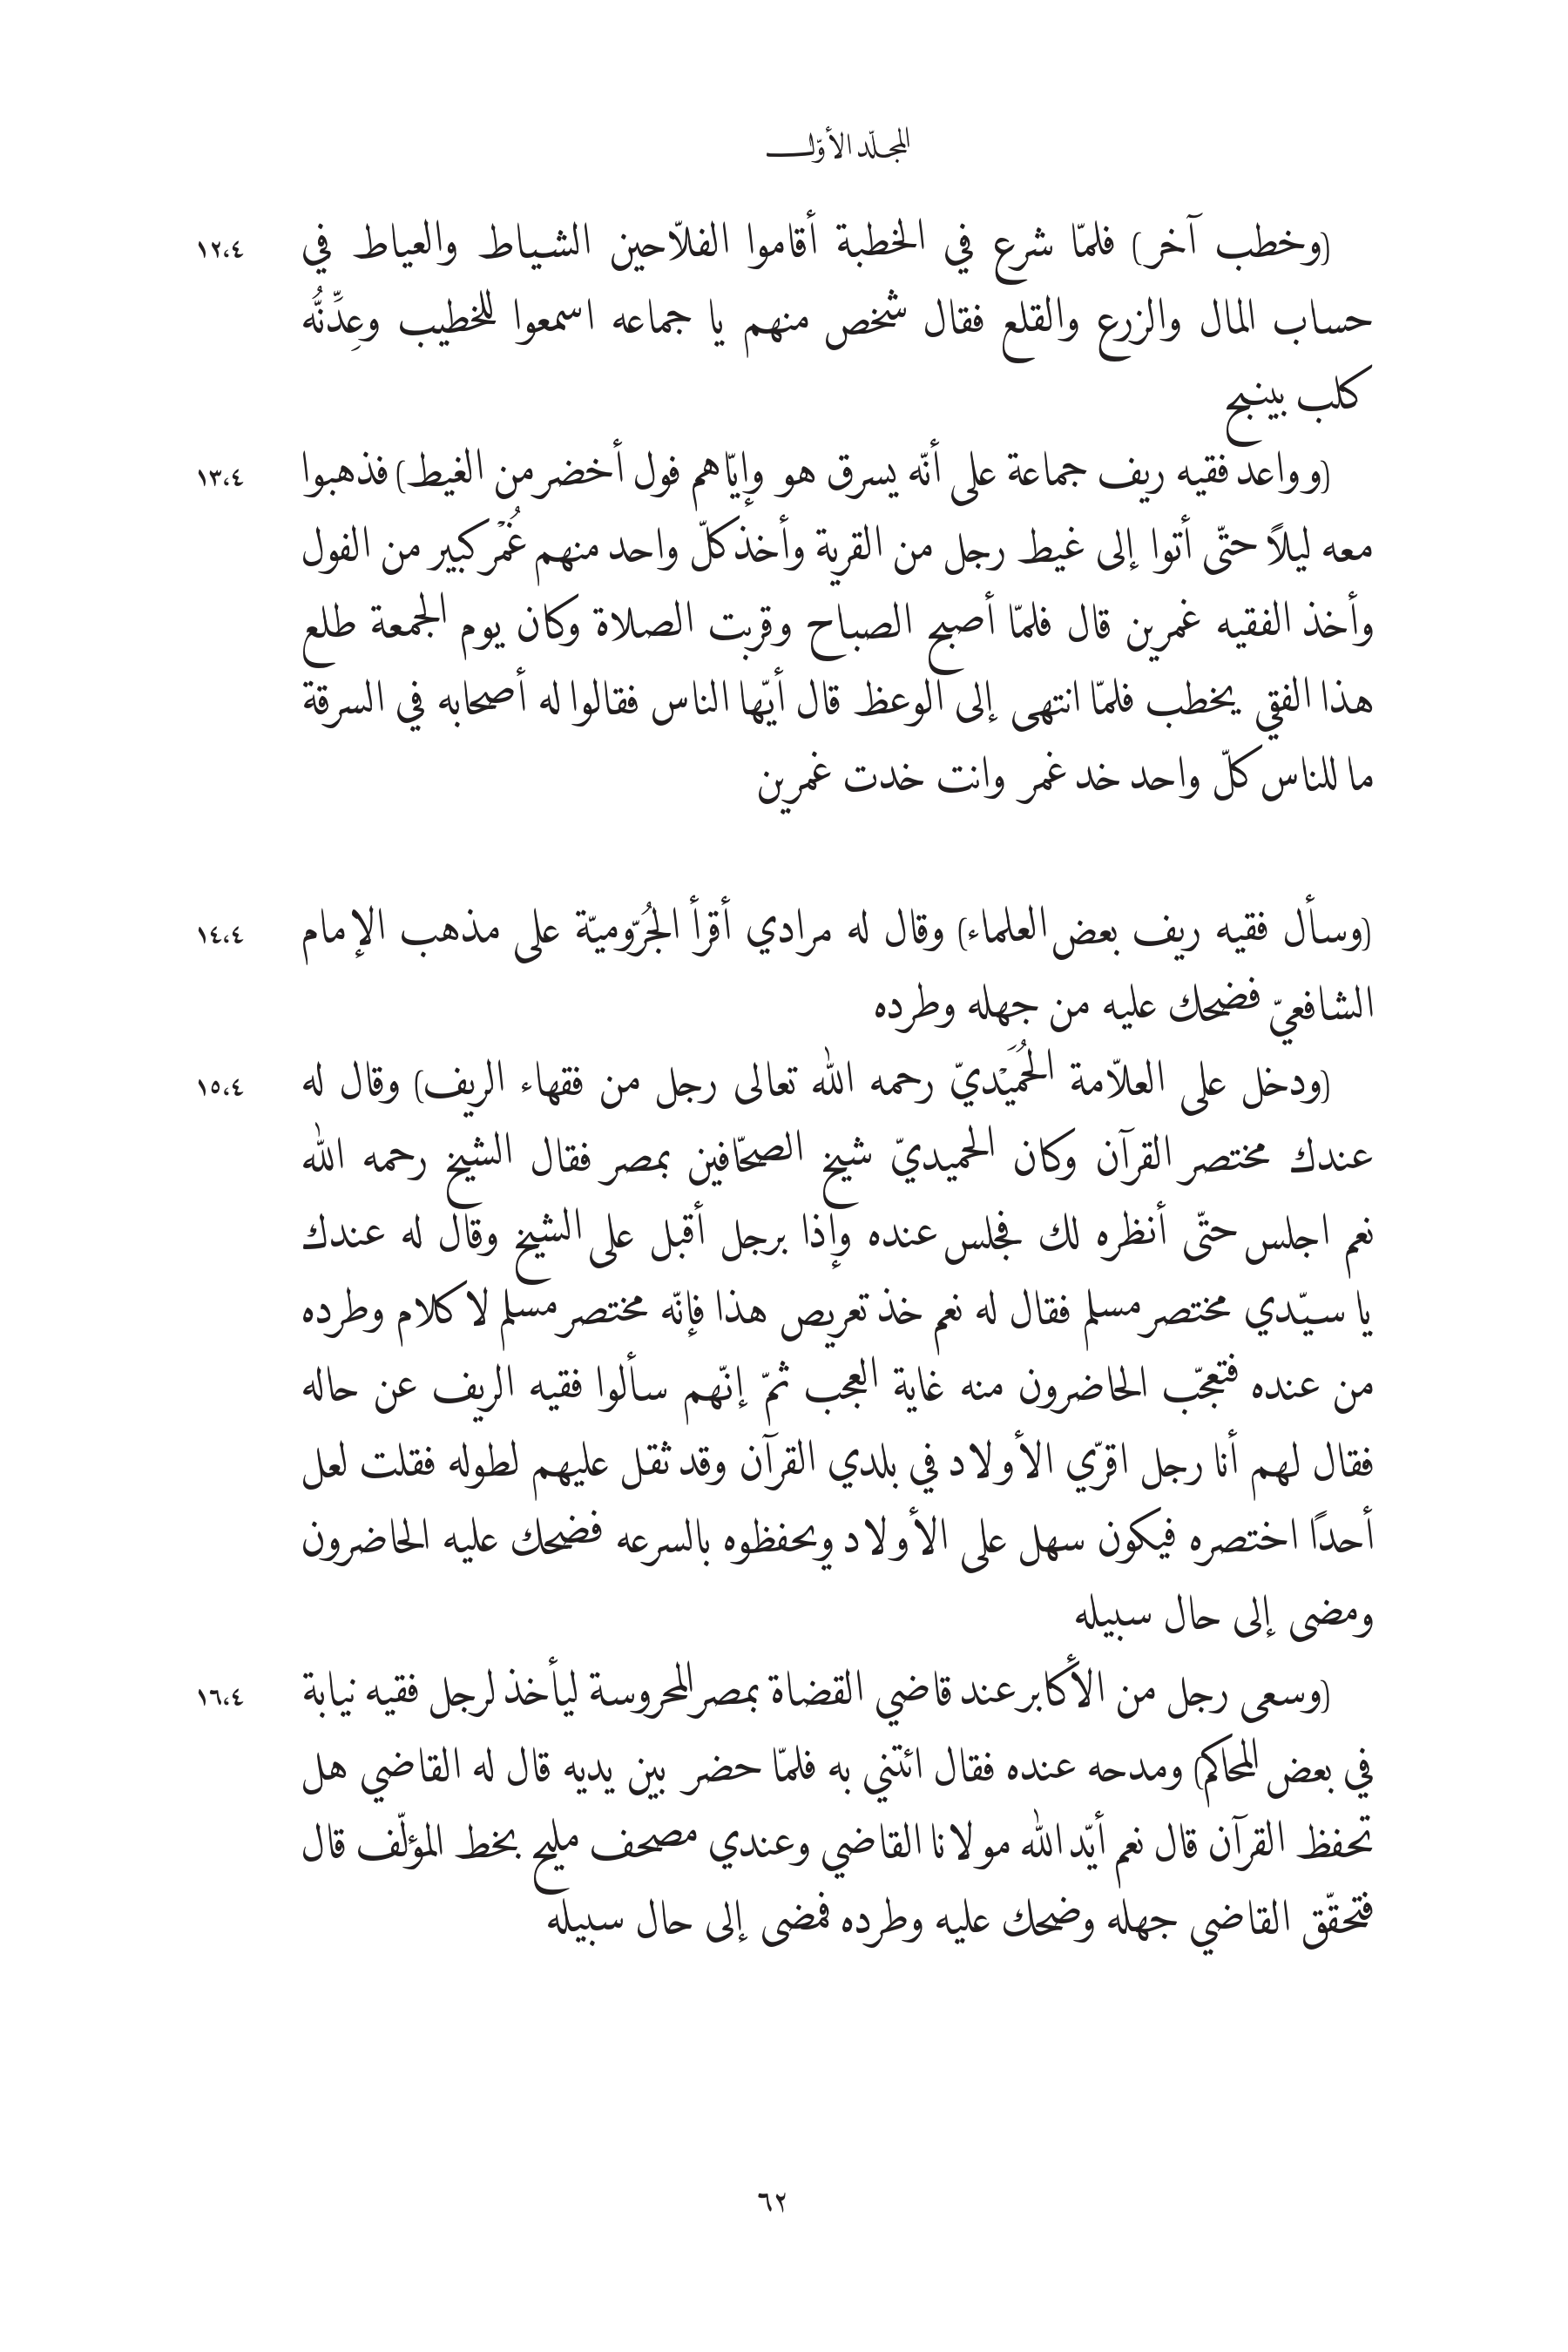 المجلّد الأوّل
(وخطب آخر) فلمّا شرع في الخطبة أقاموا الفلاّحين الشياط والعياط في ١٢،٤
حساب المال والزرع والقلع فقال شخص منهم يا جماعه اسمعوا للخطيب وعِدُّنَّه
كلب بينبح
(وواعد فقيه ريف جماعة على أنّه يسرق هو وإيّاهم فول أخضر من الغيط) فذهبوا ١٣،٤
معه ليلاً حتّى أتوا إلى غيط رجل من القرية وأخذ كلّ واحد منهم غُمْر كبير من الفول
وأخذ الفقيه غمرين قال فلمّا أصبح الصباح وقربت الصلاة وكان يوم الجمعة طلع
هذا الفقي يخطب فلمّا انتهى إلى الوعظ قال أيّها الناس فقالوا له أصحابه في السرقة
ما للناس كلّ واحد خد غمر وانت خدت غمرين
(وسأل فقيه ريف بعض العلماء) وقال له مرادي أقرأ الجُرّوميّة على مذهب الإمام ١٤،٤
الشافعيّ فضحك عليه من جهله وطرده
(ودخل على العلاّمة الحُمَيْديّ رحمه الله تعالى رجل من فقهاء الريف) وقال له ١٥،٤
عندك مختصر القرآن وكان الحميديّ شيخ الصحّافين بمصر فقال الشيخ رحمه الله
نعم اجلس حتّى أنظره لك فجلس عنده وإذا برجل أقبل على الشيخ وقال له عندك
يا سيّدي مختصر مسلم فقال له نعم خذ تعريص هذا فإنّه مختصر مسلم لا كلام وطرده
من عنده فتعجّب الحاضرون منه غاية العجب ثمّ إنّهم سألوا فقيه الريف عن حاله
فقال لهم أنا رجل اقرّي الأولاد في بلدي القرآن وقد ثقل عليهم لطوله فقلت لعل
أحدًا اختصره فيكون سهل على الأولاد ويحفظوه بالسرعه فضحك عليه الحاضرون
ومضى إلى حال سبيله
(وسعى رجل من الأكابر عند قاضي القضاة بمصر المحروسة ليأخذ لرجل فقيه نيابة ١٦،٤
في بعض المحاكم) ومدحه عنده فقال ائتني به فلمّا حضر بين يديه قال له القاضي هل
تحفظ القرآن قال نعم أيّد الله مولانا القاضي وعندي مصحف مليح بخط المؤلّف قال
فتحقّق القاضي جهله وضحك عليه وطرده فمضى إلى حال سبيله
٦٢